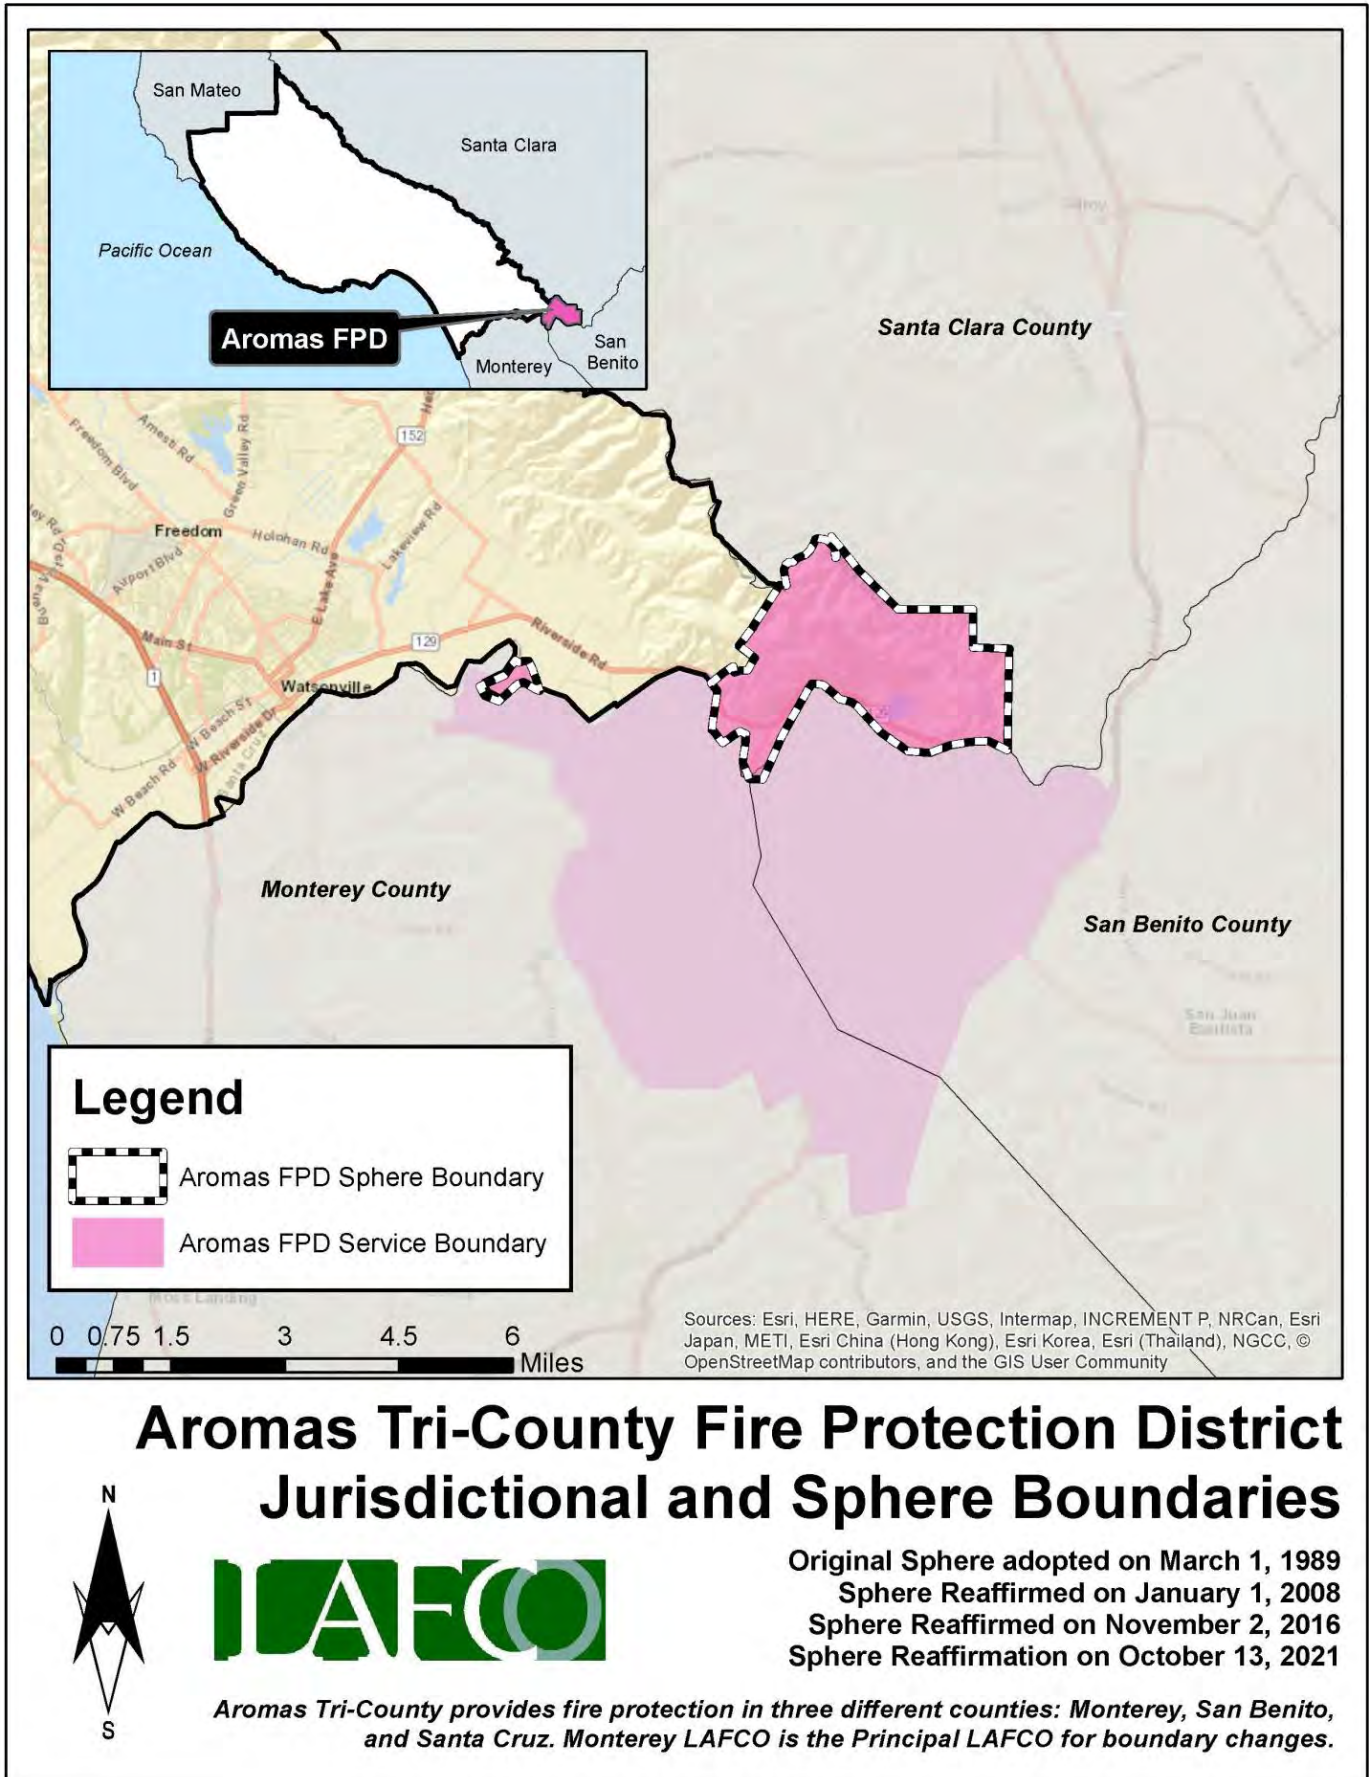 San Mateo
Santa Clara
Pacific Ocean
Aromas FPD
Monterey
San
Benito
Santa Clara County
Gilroy
152
Amesti Rd
Freedom Blvd
Green Valley Rd
Freedom
Holohan Rd
Lakeview Rd
Airport Blvd
E Lake Ave
129
Riverside Rd
Main St
1
Watsonville
W Beach St
W Riverside Dr
W Beach Rd
Monterey County
San Benito County
San Juan
Bautista
Legend
Aromas FPD Sphere Boundary
Aromas FPD Service Boundary
Moss Landing
0 0.75 1.5 3 4.5 6
Miles
Sources: Esri, HERE, Garmin, USGS, Intermap, INCREMENT P, NRCan, Esri
Japan, METI, Esri China (Hong Kong), Esri Korea, Esri (Thailand), NGCC, ©
OpenStreetMap contributors, and the GIS User Community
Aromas Tri-County Fire Protection District
Jurisdictional and Sphere Boundaries
N
S
LAFCO
Original Sphere adopted on March 1, 1989
Sphere Reaffirmed on January 1, 2008
Sphere Reaffirmed on November 2, 2016
Sphere Reaffirmation on October 13, 2021
Aromas Tri-County provides fire protection in three different counties: Monterey, San Benito,
and Santa Cruz. Monterey LAFCO is the Principal LAFCO for boundary changes.